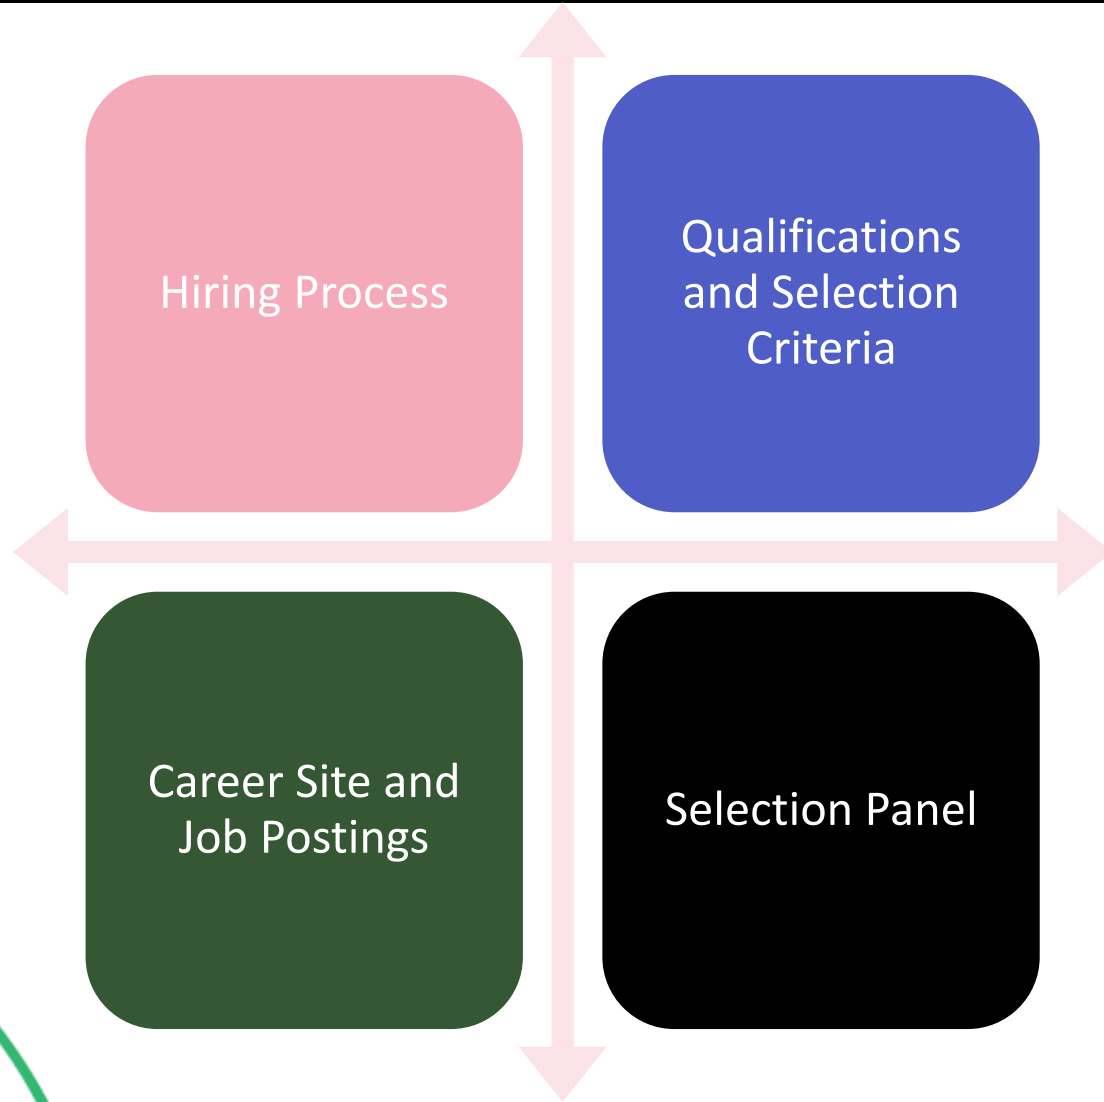 Hiring Process
Qualifications
and Selection
Criteria
Career Site and
Job Postings
Selection Panel